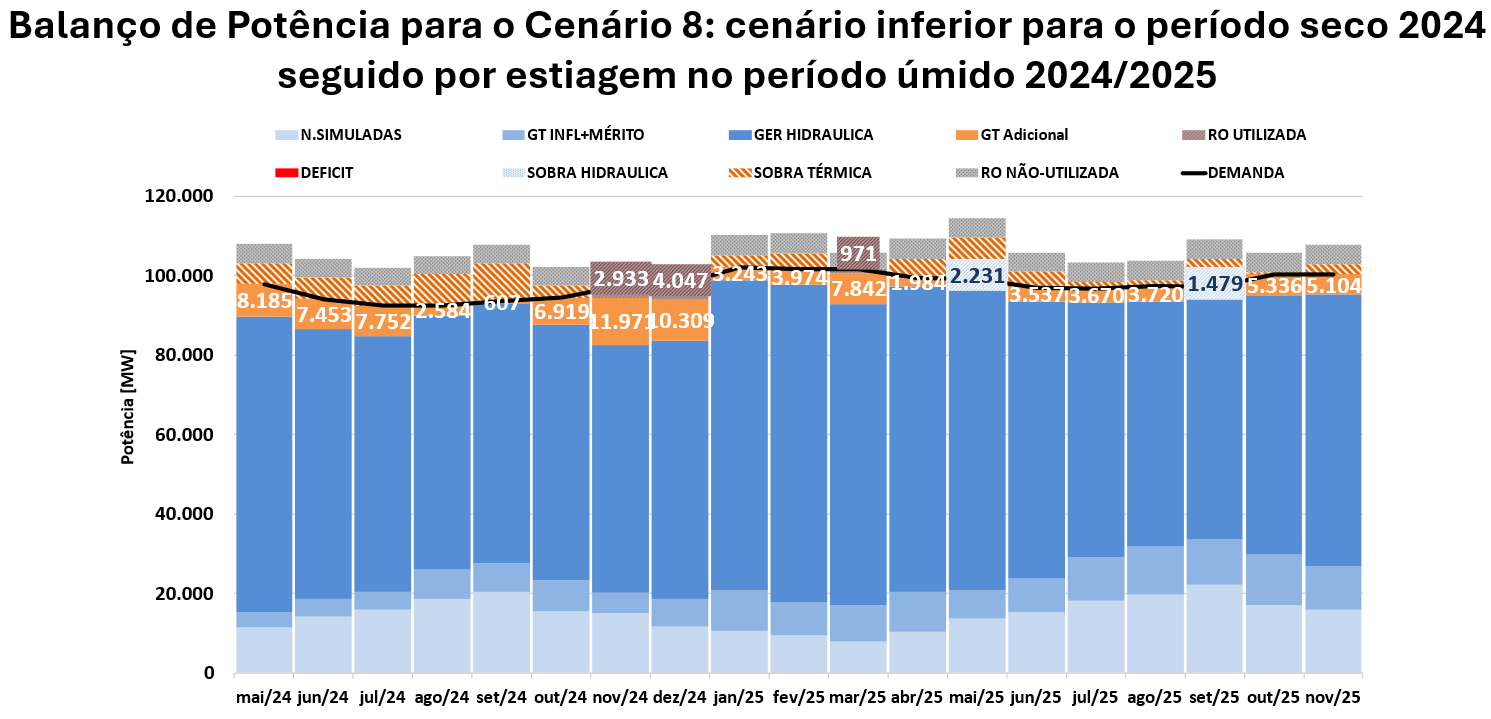 Balanço de Potência para o Cenário 8: cenário inferior para o período seco 2024
seguido por estiagem no período úmido 2024/2025
N.SIMULADAS GT INFL+MÉRITO GER HIDRAULICA GT Adicional RO UTILIZADA
DEFICIT SOBRA HIDRAULICA SOBRA TÉRMICA RO NÃO-UTILIZADA DEMANDA
Potência [MW]
120.000
100.000
80.000
60.000
40.000
20.000
0
8.185 7.453 7.752 2.584 607 6.919 11.971 10.309 3.243 3.974 7.842 1.984 2.231 3.537 3.670 3.720 1.479 5.336 5.104
2.933 4.047 971
mai/24 jun/24 jul/24 ago/24 set/24 out/24 nov/24 dez/24 jan/25 fev/25 mar/25 abr/25 mai/25 jun/25 jul/25 ago/25 set/25 out/25 nov/25